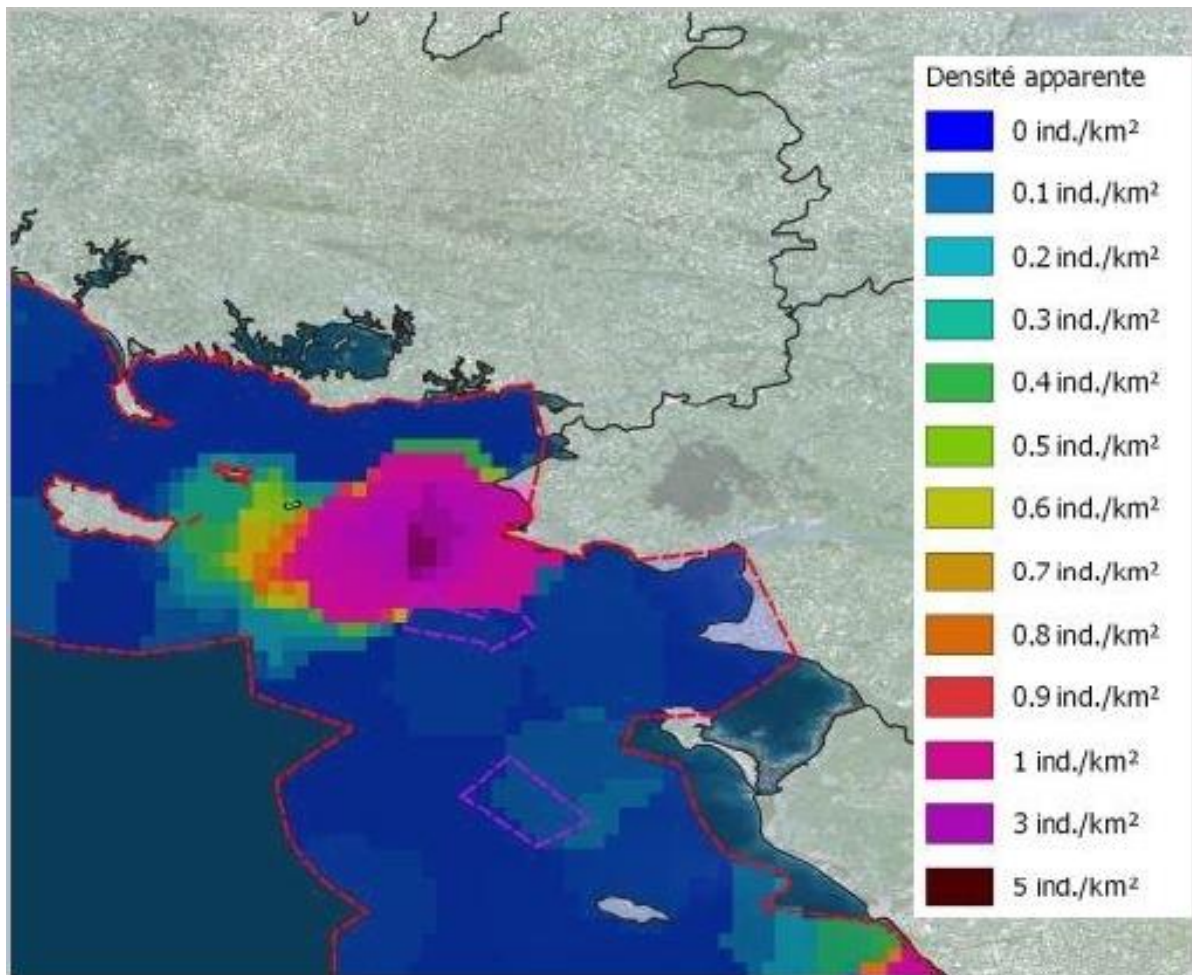 Densité apparente
0 ind./km²
0.1 ind./km²
0.2 ind./km²
0.3 ind./km²
0.4 ind./km²
0.5 ind./km²
0.6 ind./km²
0.7 ind./km²
0.8 ind./km²
0.9 ind./km²
1 ind./km²
3 ind./km²
5 ind./km²